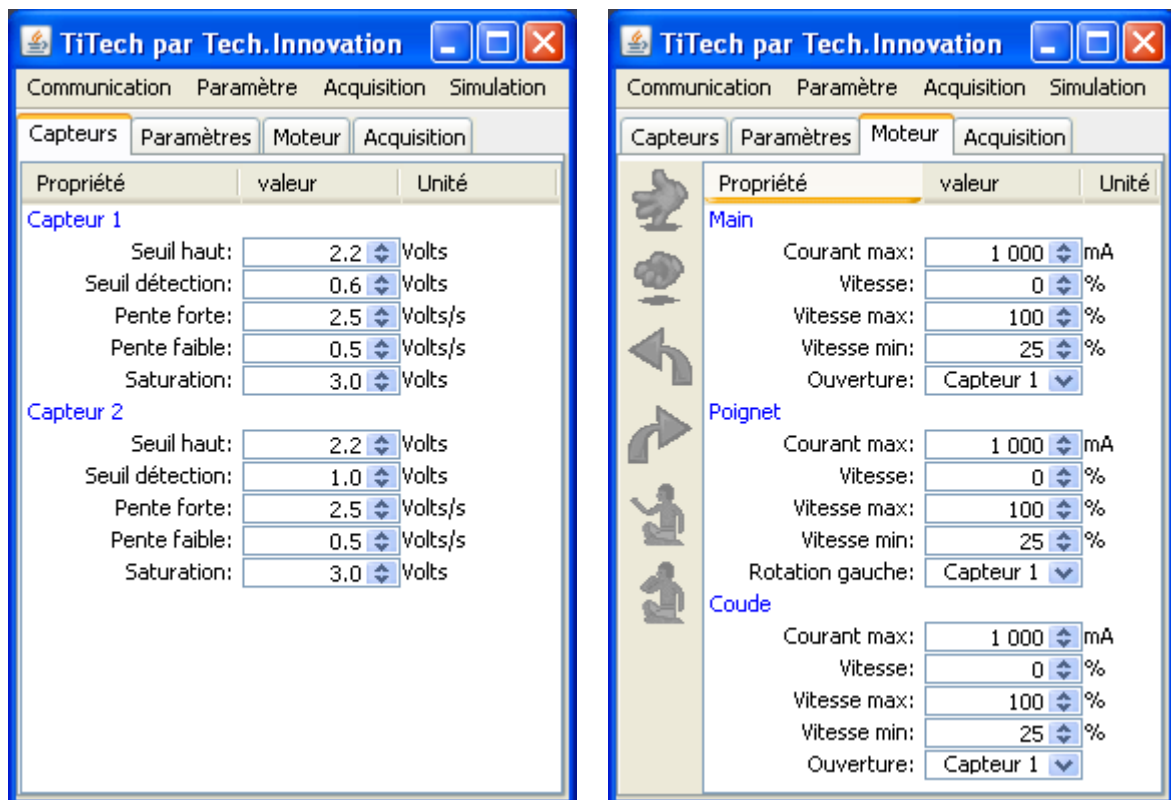 TiTech par Tech.Innovation
Communication Paramètre Acquisition Simulation
Capteurs Paramètres Moteur Acquisition
Propriété valeur Unité
Capteur 1
Seuil haut: 2.2 Volts
Seuil détection: 0.6 Volts
Pente forte: 2.5 Volts/s
Pente faible: 0.5 Volts/s
Saturation: 3.0 Volts
Capteur 2
Seuil haut: 2.2 Volts
Seuil détection: 1.0 Volts
Pente forte: 2.5 Volts/s
Pente faible: 0.5 Volts/s
Saturation: 3.0 Volts
TiTech par Tech.Innovation
Communication Paramètre Acquisition Simulation
Capteurs Paramètres Moteur Acquisition
Propriété valeur Unité
Main
Courant max: 1 000 mA
Vitesse: 0 %
Vitesse max: 100 %
Vitesse min: 25 %
Ouverture: Capteur 1
Poignet
Courant max: 1 000 mA
Vitesse: 0 %
Vitesse max: 100 %
Vitesse min: 25 %
Rotation gauche: Capteur 1
Coude
Courant max: 1 000 mA
Vitesse: 0 %
Vitesse max: 100 %
Vitesse min: 25 %
Ouverture: Capteur 1